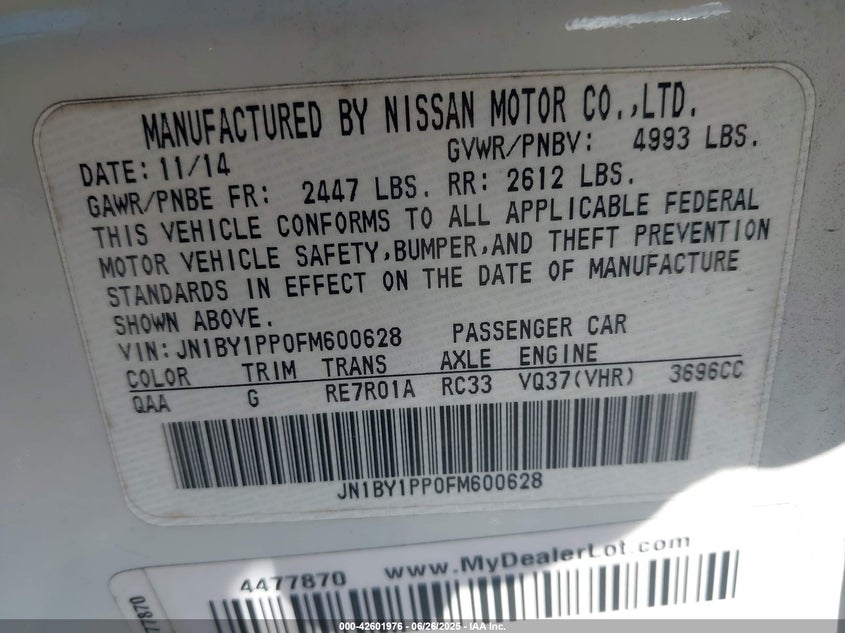 MANUFACTURED BY NISSAN MOTOR CO.,LTD.
DATE: 11/14 GVWR/PNBV: 4993 LBS.
GAWR/PNBE FR: 2447 LBS. RR: 2612 LBS.
THIS VEHICLE CONFORMS TO ALL APPLICABLE FEDERAL
MOTOR VEHICLE SAFETY,BUMPER,AND THEFT PREVENTION
STANDARDS IN EFFECT ON THE DATE OF MANUFACTURE
SHOWN ABOVE.
VIN: JN1BY1PP0FM600628 PASSENGER CAR
COLOR TRIM TRANS AXLE ENGINE
QAA G RE7R01A RC33 VQ37(VHR) 3696CC
JN1BY1PP0FM600628
4477870 www.MyDealerLot.com
77870
000-42601976 - 06/26/2025 - IAA Inc.